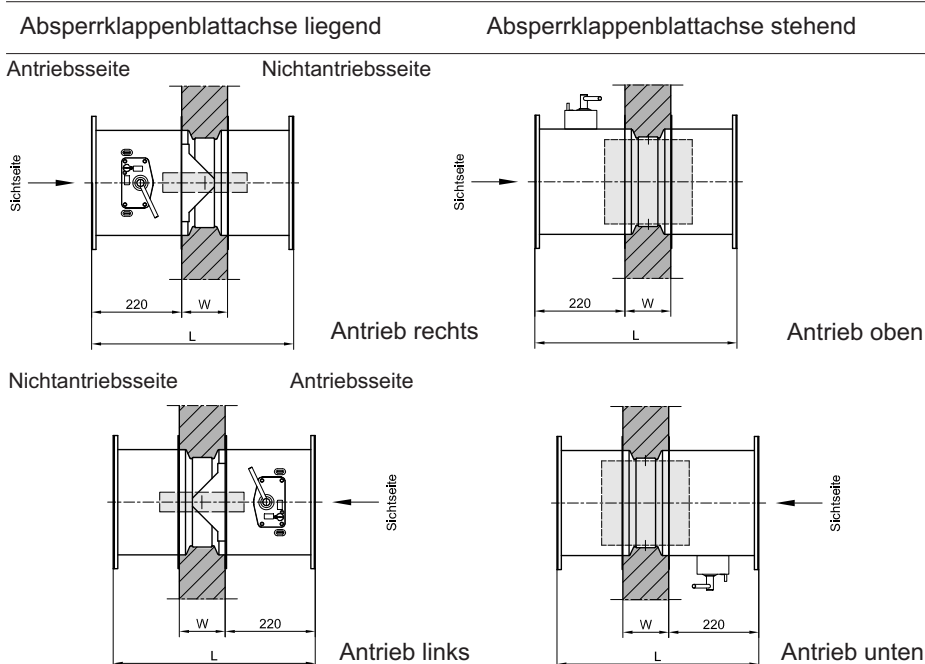 Absperrklappenblattachse liegend
Absperrklappenblattachse stehend
Antriebsseite
Nichtantriebsseite
Sichtseite
220
W
L
Antrieb rechts
Sichtseite
220
W
L
Antrieb oben
Nichtantriebsseite
Antriebsseite
Sichtseite
W
220
L
Antrieb links
Sichtseite
W
220
L
Antrieb unten